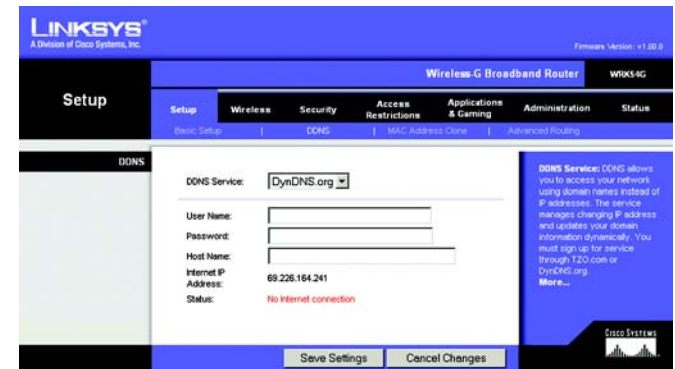 LINKSYS®
A Division of Cisco Systems, Inc.
Firmware Version: v1.00.0
Wireless-G Broadband Router WRK54G
Setup
Setup Wireless Security Access Restrictions Applications & Gaming Administration Status
Basic Setup | DDNS | MAC Address Clone | Advanced Routing
DDNS
DDNS Service: DynDNS.org
User Name:
Password:
Host Name:
Internet IP
Address: 69.226.164.241
Status: No Internet connection
DDNS Service: DDNS allows
you to access your network
using domain names instead of
IP addresses. The service
manages changing IP address
and updates your domain
information dynamically. You
must sign up for service
through TZO.com or
DynDNS.org.
More...
Save Settings Cancel Changes
CISCO SYSTEMS